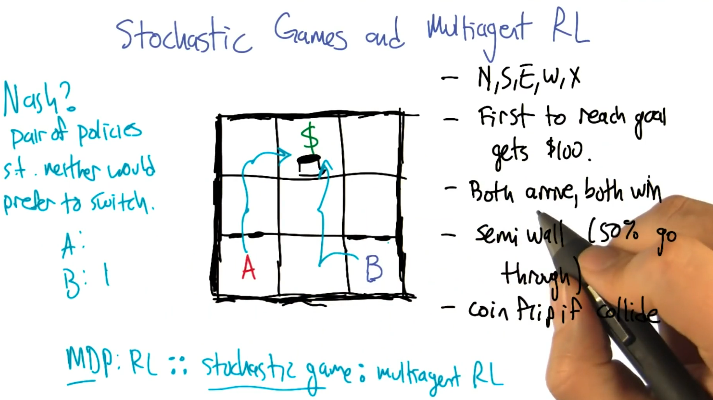 Stochastic Games and Multiagent RL
Nash?
pair of policies
s.t. neither would
prefer to switch.
A:
B: 1
$
A
B
- N,S,E,W,X
- First to reach goal
gets $100.
- Both arrive, both win
- semi wall (50% go
through)
- coin flip if collide
MDP: RL :: stochastic game: multiagent RL